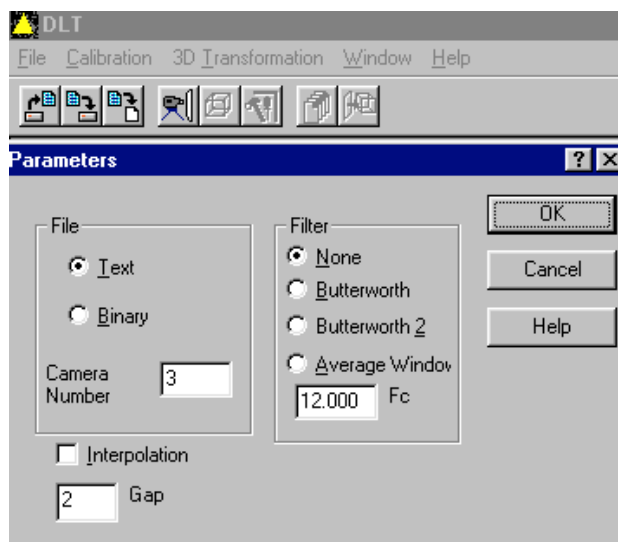 DLT
File Calibration 3D Transformation Window Help
Parameters
File
Text
Binary
Camera
Number
3
Interpolation
2 Gap
Filter
None
Butterworth
Butterworth 2
Average Window
12.000 Fc
OK
Cancel
Help